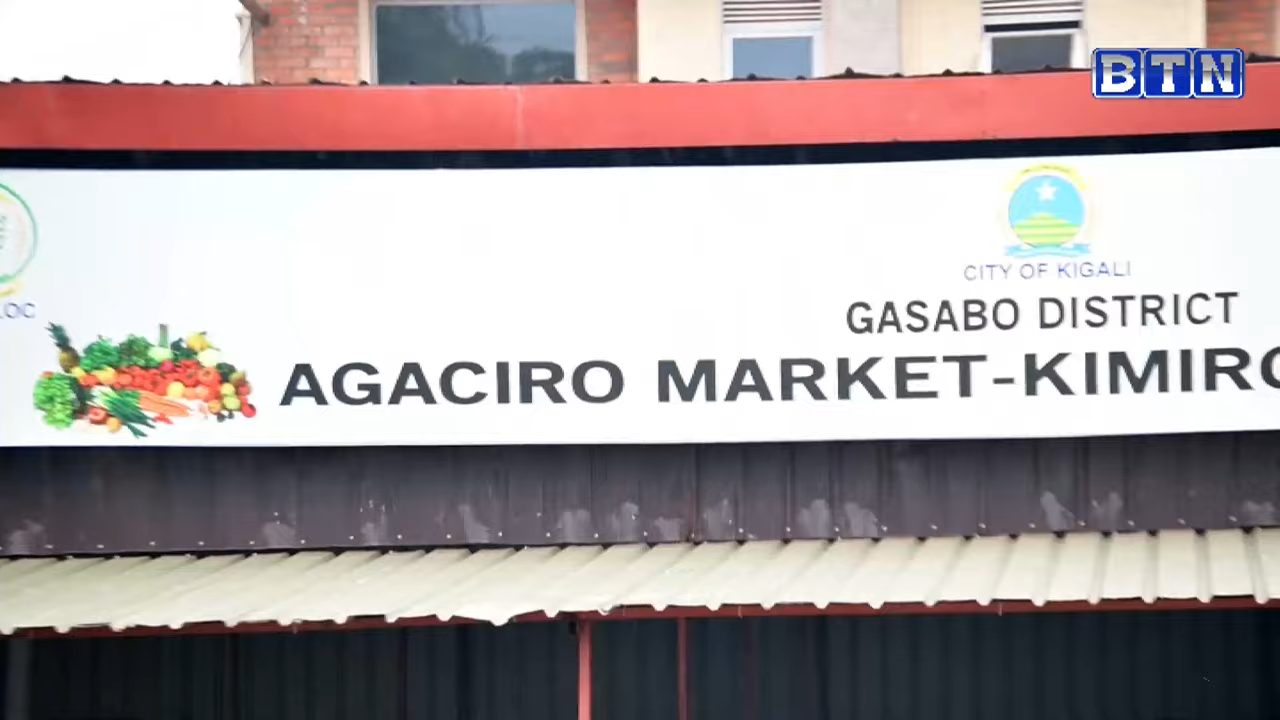 BTN
CITY OF KIGALI
GASABO DISTRICT
AGACIRO MARKET-KIMIRO